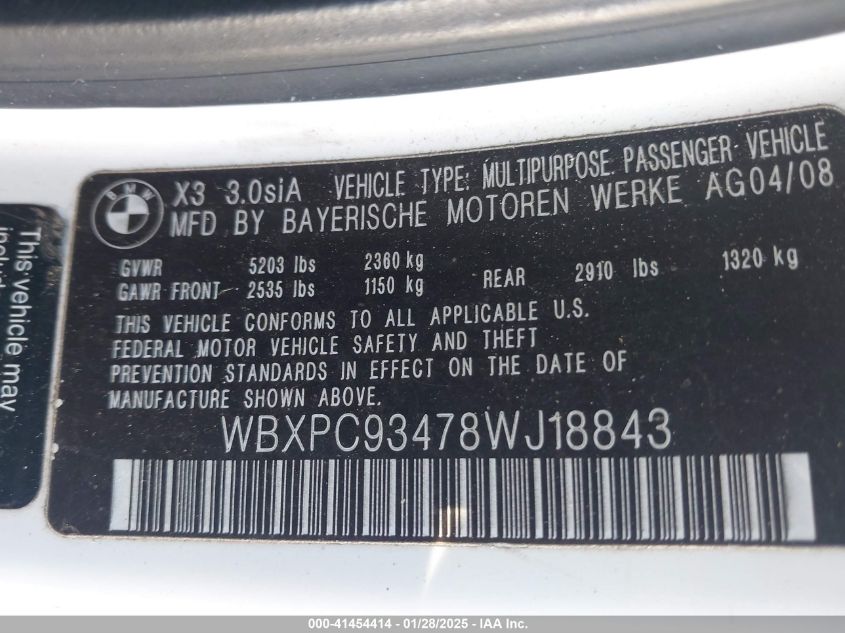 BMW
X3 3.0siA VEHICLE TYPE: MULTIPURPOSE PASSENGER VEHICLE
MFD BY BAYERISCHE MOTOREN WERKE AG04/08
GVWR 5203 lbs 2360 kg
GAWR FRONT 2535 lbs 1150 kg REAR 2910 lbs 1320 kg
THIS VEHICLE CONFORMS TO ALL APPLICABLE U.S.
FEDERAL MOTOR VEHICLE SAFETY AND THEFT
PREVENTION STANDARDS IN EFFECT ON THE DATE OF
MANUFACTURE SHOWN ABOVE.
WBXPC93478WJ18843
This vehicle may
000-41454414 - 01/28/2025 - IAA Inc.